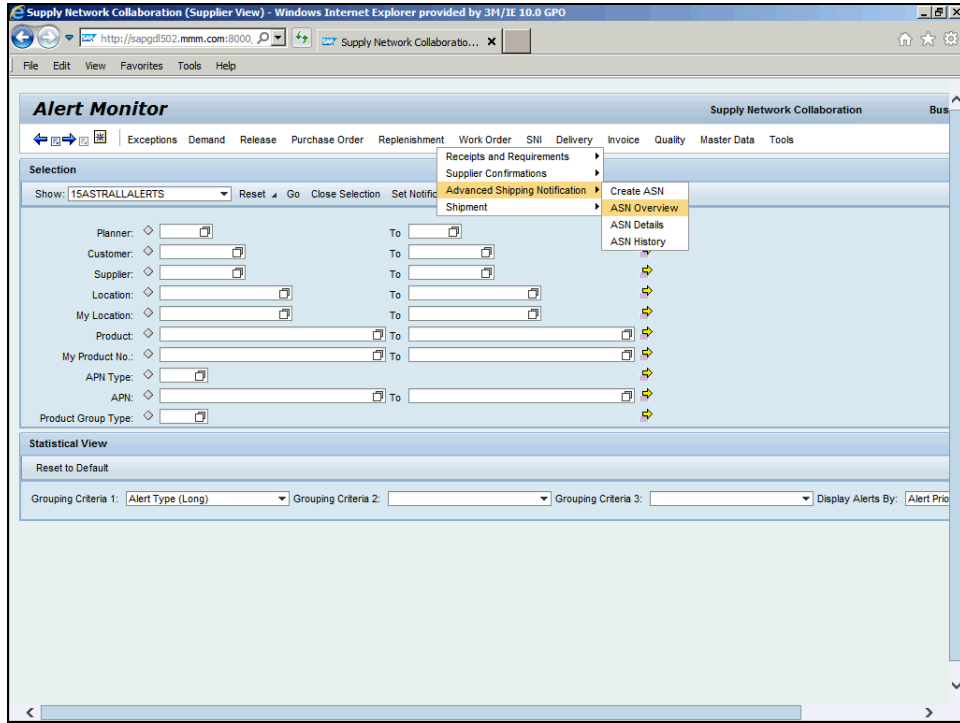 Supply Network Collaboration (Supplier View) - Windows Internet Explorer provided by 3M/IE 10.0 GPO
http://sapgdl502.mmm.com:8000,
Supply Network Collaboratio...
File Edit View Favorites Tools Help
Alert Monitor
Supply Network Collaboration Bus
Exceptions Demand Release Purchase Order Replenishment Work Order SNI Delivery Invoice Quality Master Data Tools
Receipts and Requirements
Supplier Confirmations
Advanced Shipping Notification
Shipment
Create ASN
ASN Overview
ASN Details
ASN History
Selection
Show: 15ASTRALLALERTS Reset Go Close Selection Set Notific
Planner: To
Customer: To
Supplier: To
Location: To
My Location: To
Product: To
My Product No.: To
APN Type:
APN: To
Product Group Type:
Statistical View
Reset to Default
Grouping Criteria 1: Alert Type (Long) Grouping Criteria 2: Grouping Criteria 3: Display Alerts By: Alert Prio